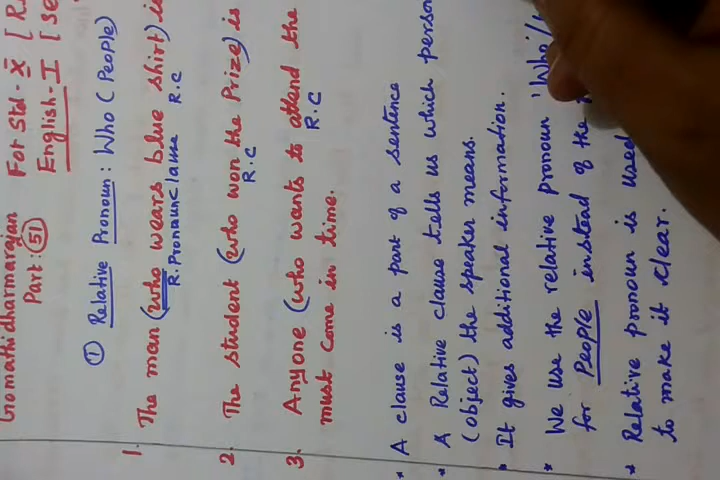 Gomathidharmarajan For Std - X [ R.
Part : 51 English - I [ Se
① Relative Pronoun : Who ( People )
1. The man (who wears blue shirt) is
R. Pronoun Clause R.C
2. The student (who won the Prize) is
R.C
3. Anyone (who wants to attend the
R.C
must come in time.
* A clause is a part of a sentence
* A Relative clause tells us which person
(object) the speaker means.
* It gives additional information.
* We use the relative pronoun 'Who'/
for People instead of the
* Relative pronoun is used
to make it clear.